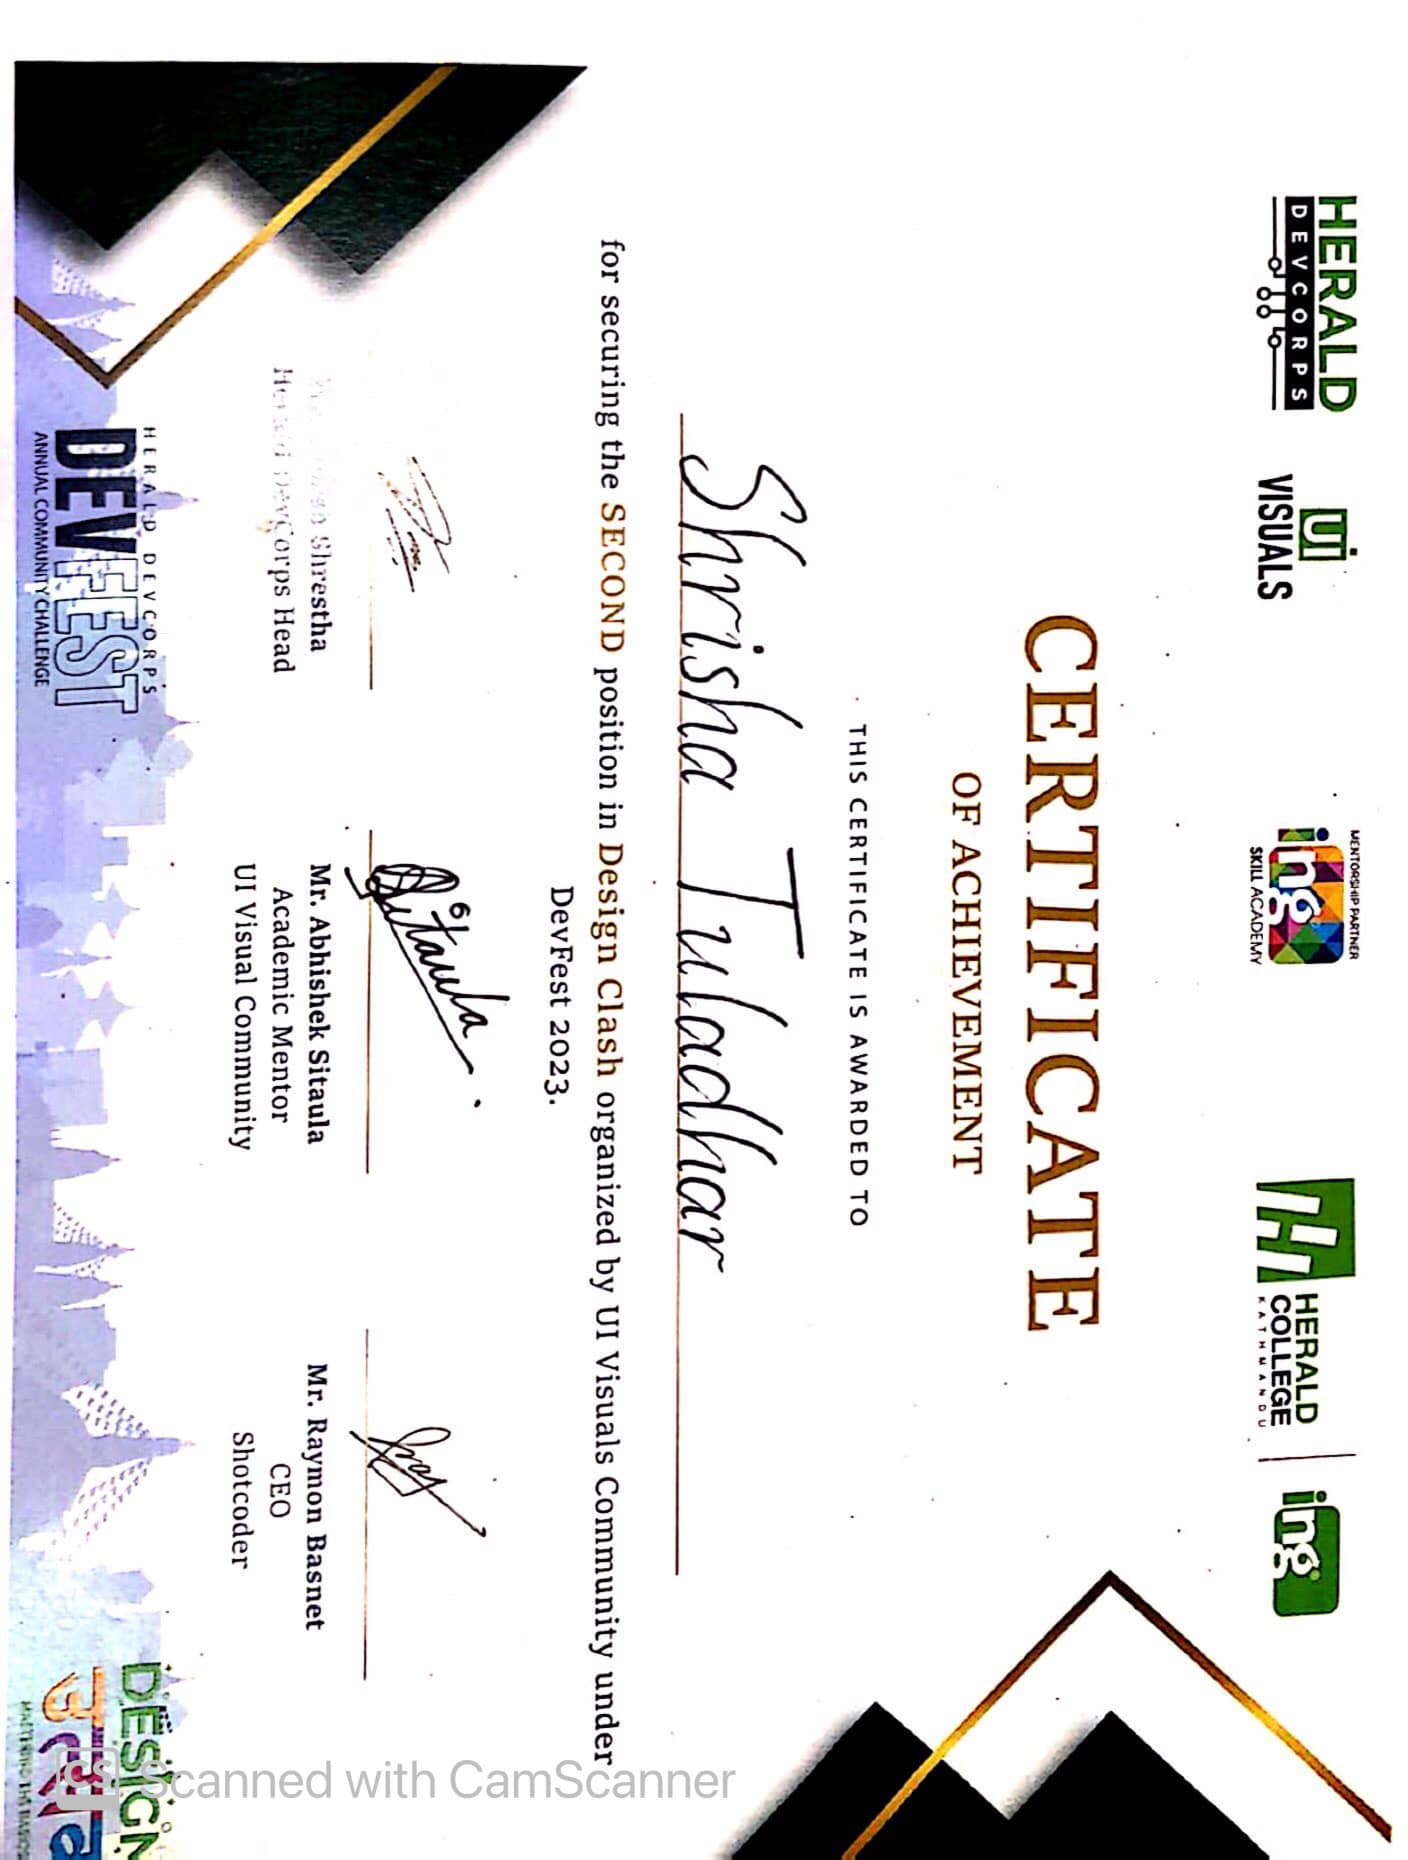 HERALD
DEVCORPS
UI
VISUALS
MENTORSHIP PARTNER
ing
SKILL ACADEMY
HERALD
COLLEGE
KATHMANDU
ing
CERTIFICATE
OF ACHIEVEMENT
THIS CERTIFICATE IS AWARDED TO
Shrisha Tuladhar
for securing the SECOND position in Design Clash organized by UI Visuals Community under
DevFest 2023.
Sitaula
Shrestha
Herald DevCorps Head
Mr. Abhishek Sitaula
Academic Mentor
UI Visual Community
Mr. Raymon Basnet
CEO
Shotcoder
HERALD DEVCORPS
DEVFEST
ANNUAL COMMUNITY CHALLENGE
DESIGN
CS Scanned with CamScanner